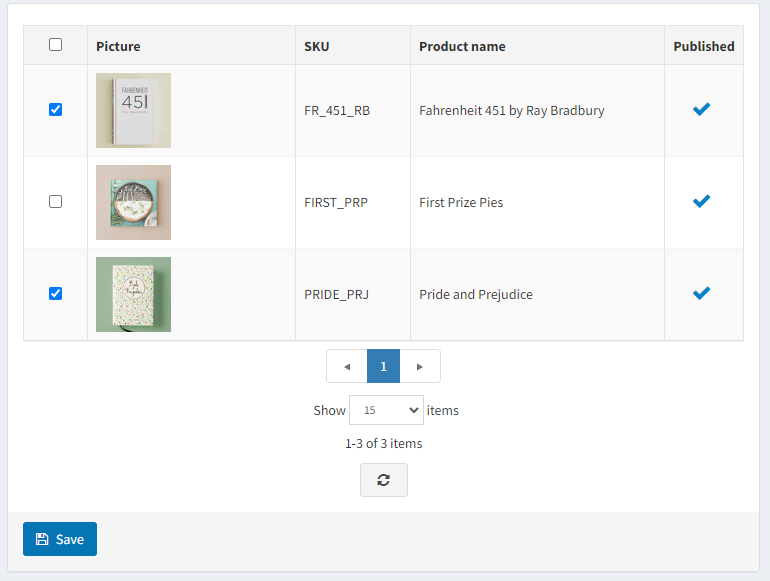 Picture SKU Product name Published
FAHRENHEIT
451
FR_451_RB Fahrenheit 451 by Ray Bradbury
FIRST_PRP First Prize Pies
PRIDE_PRJ Pride and Prejudice
1
Show 15 items
1-3 of 3 items
Save